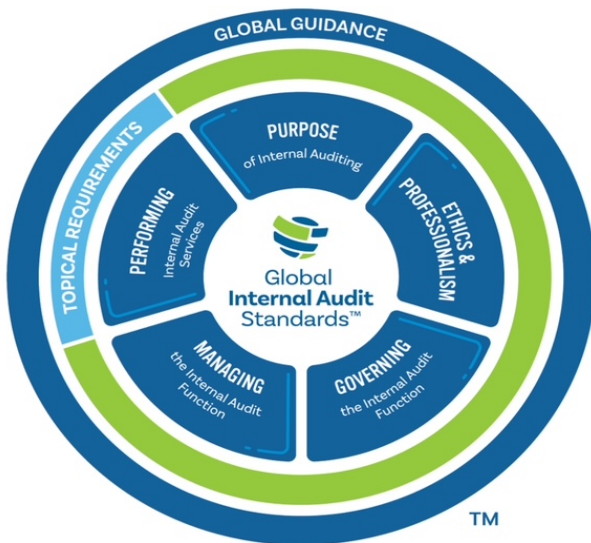 GLOBAL GUIDANCE
TOPICAL REQUIREMENTS
PURPOSE
of Internal Auditing
ETHICS &
PROFESSIONALISM
GOVERNING
the Internal Audit
Function
MANAGING
the Internal Audit
Function
PERFORMING
Internal Audit
Services
Global
Internal Audit
Standards™
TM